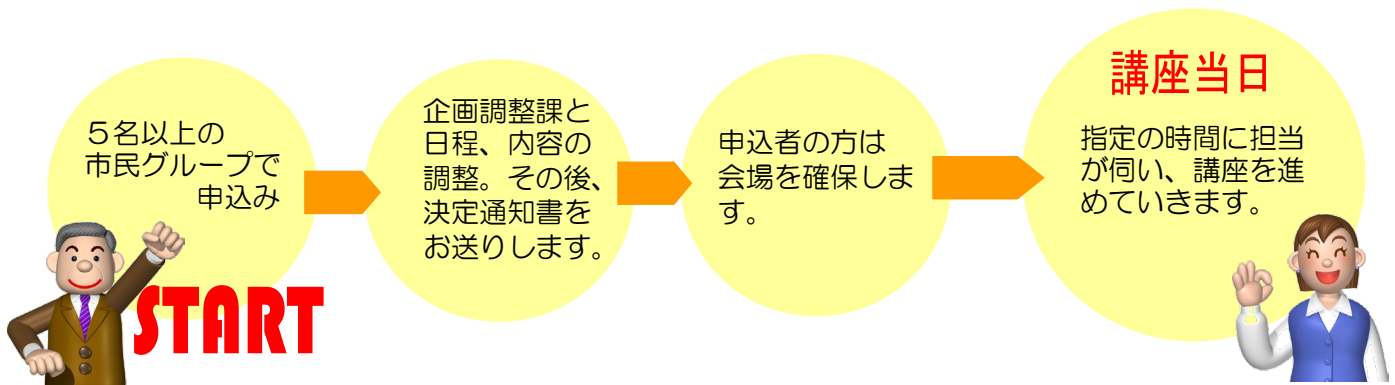 ５名以上の
市民グループで
申込み
START
企画調整課と
日程、内容の
調整。その後、
決定通知書を
お送りします。
申込者の方は
会場を確保しま
す。
講座当日
指定の時間に担当
が伺い、講座を進
めていきます。